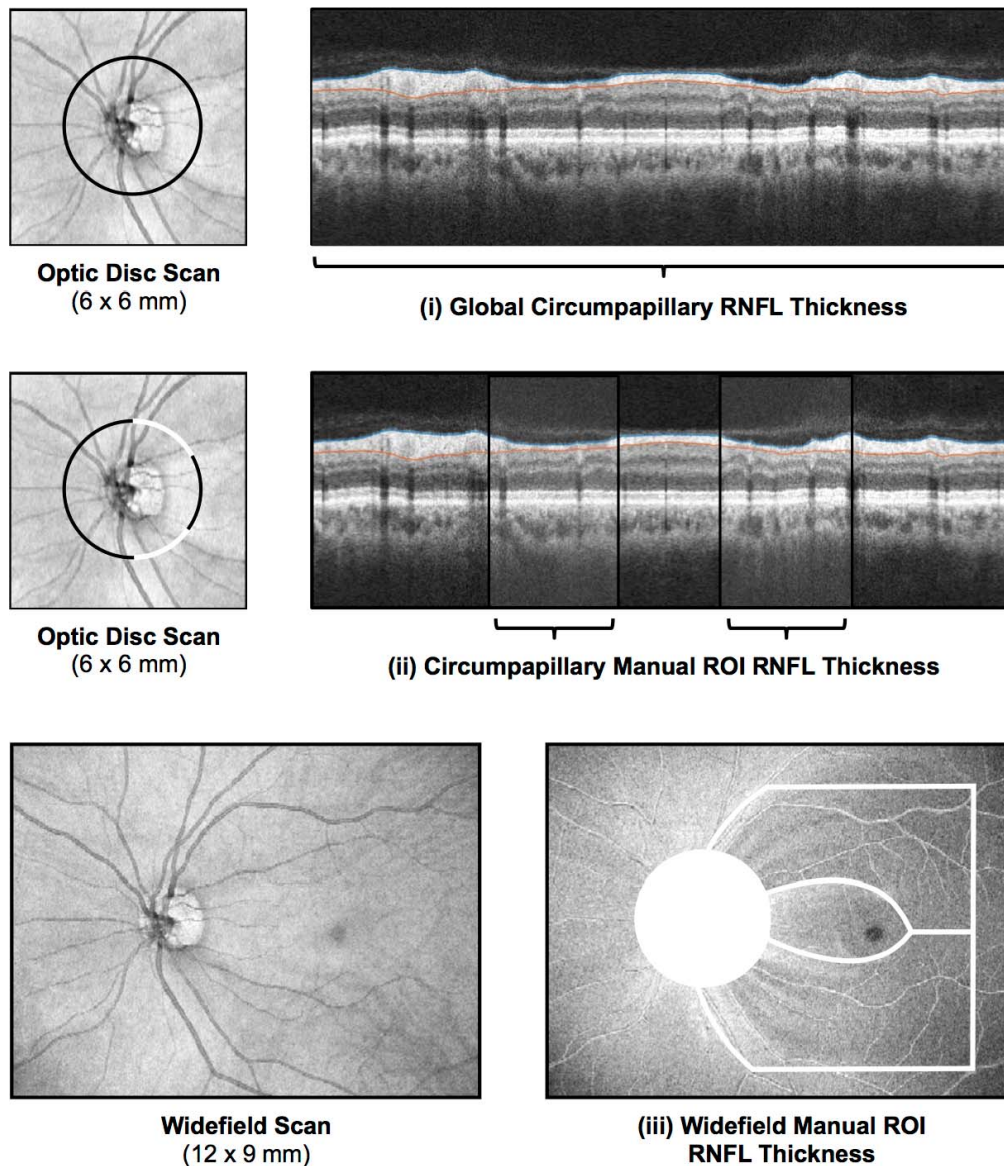 Optic Disc Scan
(6 x 6 mm)
(i) Global Circumpapillary RNFL Thickness
Optic Disc Scan
(6 x 6 mm)
(ii) Circumpapillary Manual ROI RNFL Thickness
Widefield Scan
(12 x 9 mm)
(iii) Widefield Manual ROI
RNFL Thickness